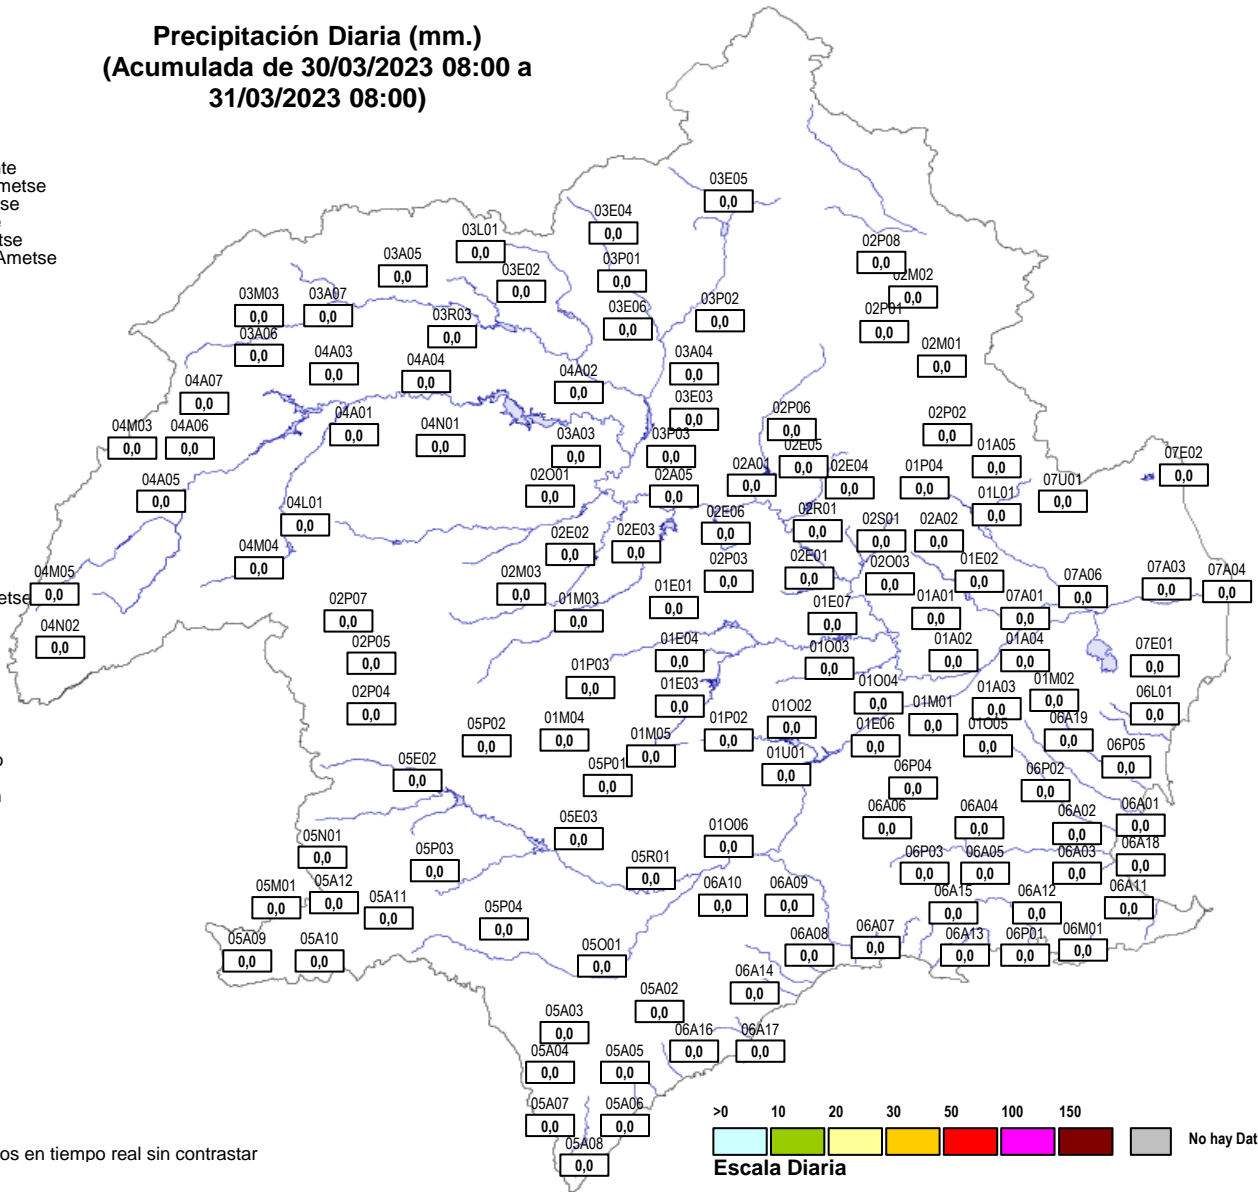 Precipitación Diaria (mm.)
(Acumulada de 30/03/2023 08:00 a
31/03/2023 08:00)
03E05
0,0
03E04
0,0
03L01
0,0
03A05
0,0
03E02
0,0
03P01
0,0
02P08
0,0
02M02
0,0
03M03
0,0
03A07
0,0
03R03
0,0
03E06
0,0
03P02
0,0
02P01
0,0
03A06
0,0
04A03
0,0
04A04
0,0
04A02
0,0
03A04
0,0
02M01
0,0
04A07
0,0
04A01
0,0
04N01
0,0
03E03
0,0
02P06
0,0
02P02
0,0
04M03
0,0
04A06
0,0
03A03
0,0
03P03
0,0
02E05
0,0
01A05
0,0
07E02
0,0
04A05
0,0
02O01
0,0
02A05
0,0
02A01
0,0
02E04
0,0
01P04
0,0
01L01
0,0
07U01
0,0
04L01
0,0
02E06
0,0
02R01
0,0
02S01
0,0
02A02
0,0
04M04
0,0
02E02
0,0
02E03
0,0
02P03
0,0
02E01
0,0
02O03
0,0
01E02
0,0
07A06
0,0
07A03
0,0
07A04
0,0
04M05
0,0
02M03
0,0
01M03
0,0
01E01
0,0
01E07
0,0
01A01
0,0
07A01
0,0
04N02
0,0
02P07
0,0
02P05
0,0
01E04
0,0
01O03
0,0
01A02
0,0
01A04
0,0
07E01
0,0
02P04
0,0
01P03
0,0
01E03
0,0
01O04
0,0
01M01
0,0
01A03
0,0
01M02
0,0
06L01
0,0
05P02
0,0
01M04
0,0
01M05
0,0
01P02
0,0
01O02
0,0
01E06
0,0
01O05
0,0
06A19
0,0
06P05
0,0
05E02
0,0
05P01
0,0
01U01
0,0
06P04
0,0
06P02
0,0
05E03
0,0
01O06
0,0
06A06
0,0
06A04
0,0
06A02
0,0
06A01
0,0
05N01
0,0
05P03
0,0
05R01
0,0
06P03
0,0
06A05
0,0
06A03
0,0
06A18
0,0
05M01
0,0
05A12
0,0
05A11
0,0
05P04
0,0
06A10
0,0
06A09
0,0
06A15
0,0
06A12
0,0
06A11
0,0
05A09
0,0
05A10
0,0
05O01
0,0
06A08
0,0
06A07
0,0
06A13
0,0
06P01
0,0
06M01
0,0
05A02
0,0
06A14
0,0
05A03
0,0
06A16
0,0
06A17
0,0
05A04
0,0
05A05
0,0
05A07
0,0
05A06
0,0
05A08
0,0
>0 10 20 30 50 100 150
No hay Dat
Escala Diaria
os en tiempo real sin contrastar